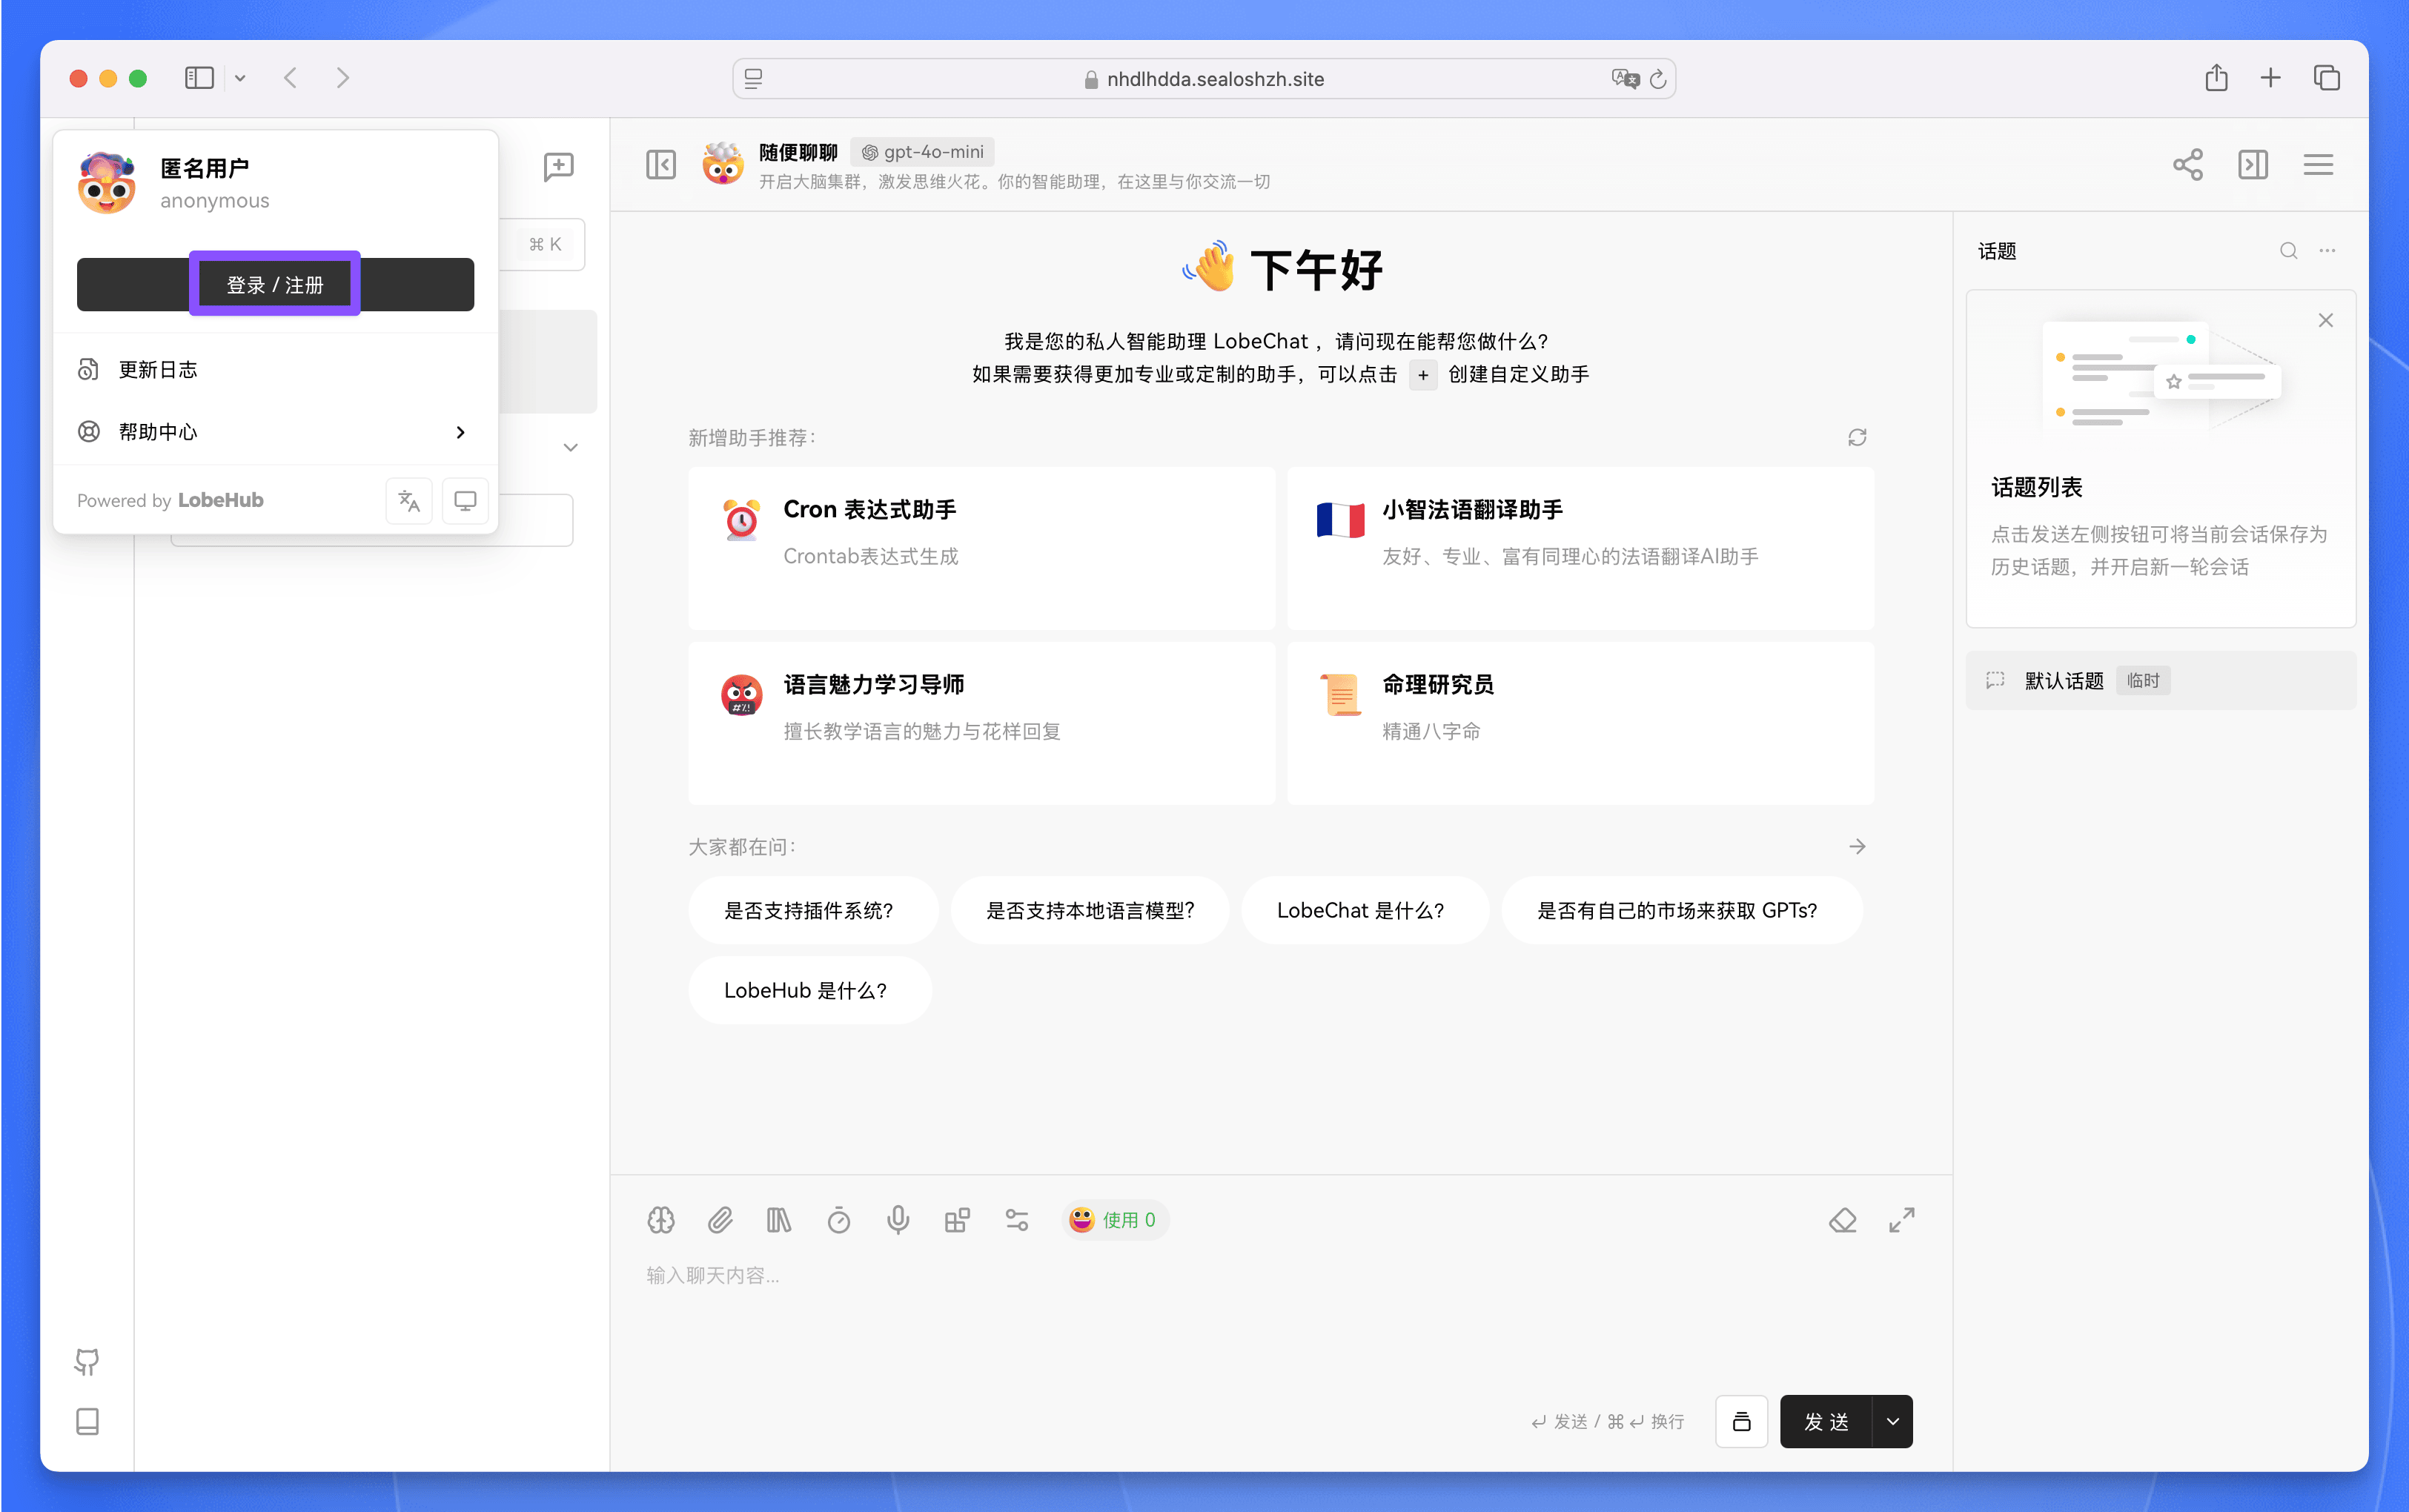 nhdlhdda.sealoshzh.site
匿名用户
anonymous
登录 / 注册
更新日志
帮助中心
Powered by LobeHub
⌘ K
随便聊聊 gpt-4o-mini
开启大脑集群，激发思维火花。你的智能助理，在这里与你交流一切
下午好
我是您的私人智能助理 LobeChat ，请问现在能帮您做什么？
如果需要获得更加专业或定制的助手，可以点击 + 创建自定义助手
新增助手推荐：
Cron 表达式助手
Crontab表达式生成
小智法语翻译助手
友好、专业、富有同理心的法语翻译AI助手
语言魅力学习导师
擅长教学语言的魅力与花样回复
命理研究员
精通八字命
大家都在问：
是否支持插件系统？
是否支持本地语言模型？
LobeChat 是什么？
是否有自己的市场来获取 GPTs？
LobeHub 是什么？
使用 0
输入聊天内容...
↵ 发送 / ⌘ ↵ 换行
发 送
话题
话题列表
点击发送左侧按钮可将当前会话保存为
历史话题，并开启新一轮会话
默认话题 临时